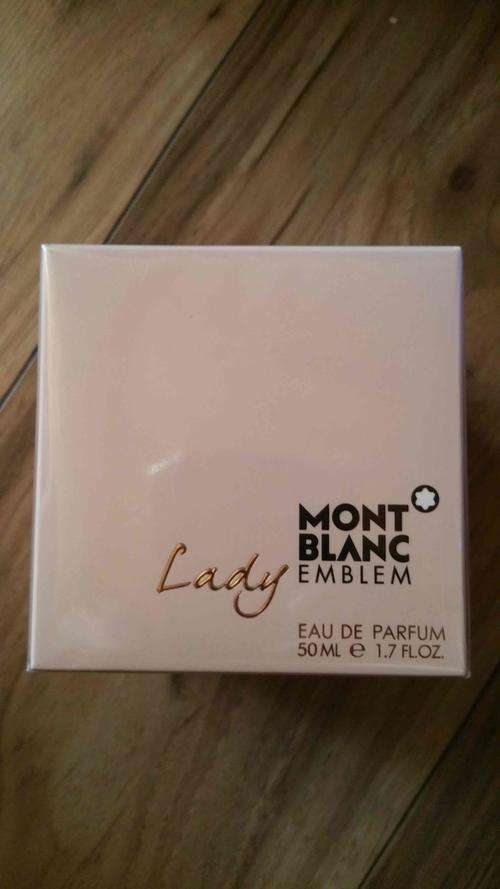 MONT
BLANC
Lady EMBLEM
EAU DE PARFUM
50 ML e 1.7 FL.OZ.